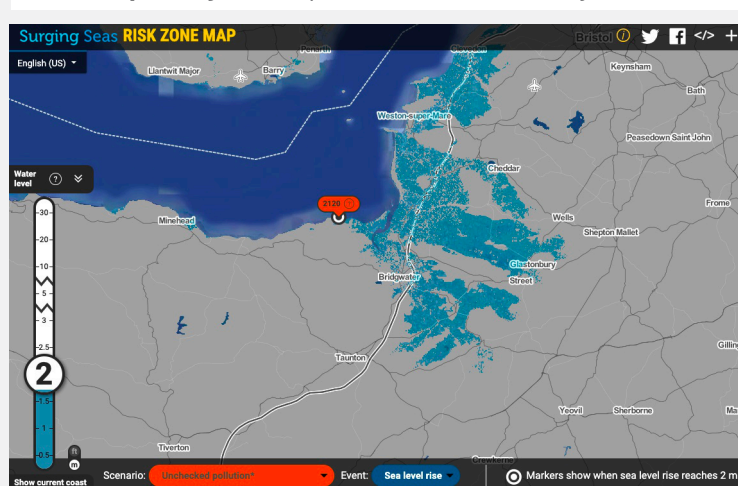 Surging Seas RISK ZONE MAP
Bristol
</>
+
English (US)
Penarth
Clevedon
Llantwit Major
Barry
Keynsham
Bath
Weston-super-Mare
Peasedown Saint John
Water level
?
Cheddar
2120
Frome
Minehead
Wells
Shepton Mallet
30
20
10
5
3
2.5
2
1
0.5
Glastonbury
Bridgwater
Street
Gilling
Taunton
Yeovil
Sherborne
Ma
Tiverton
ft
m
Crewkerne
Show current coast
Scenario: Unchecked pollution*
Event: Sea level rise
Markers show when sea level rise reaches 2 m